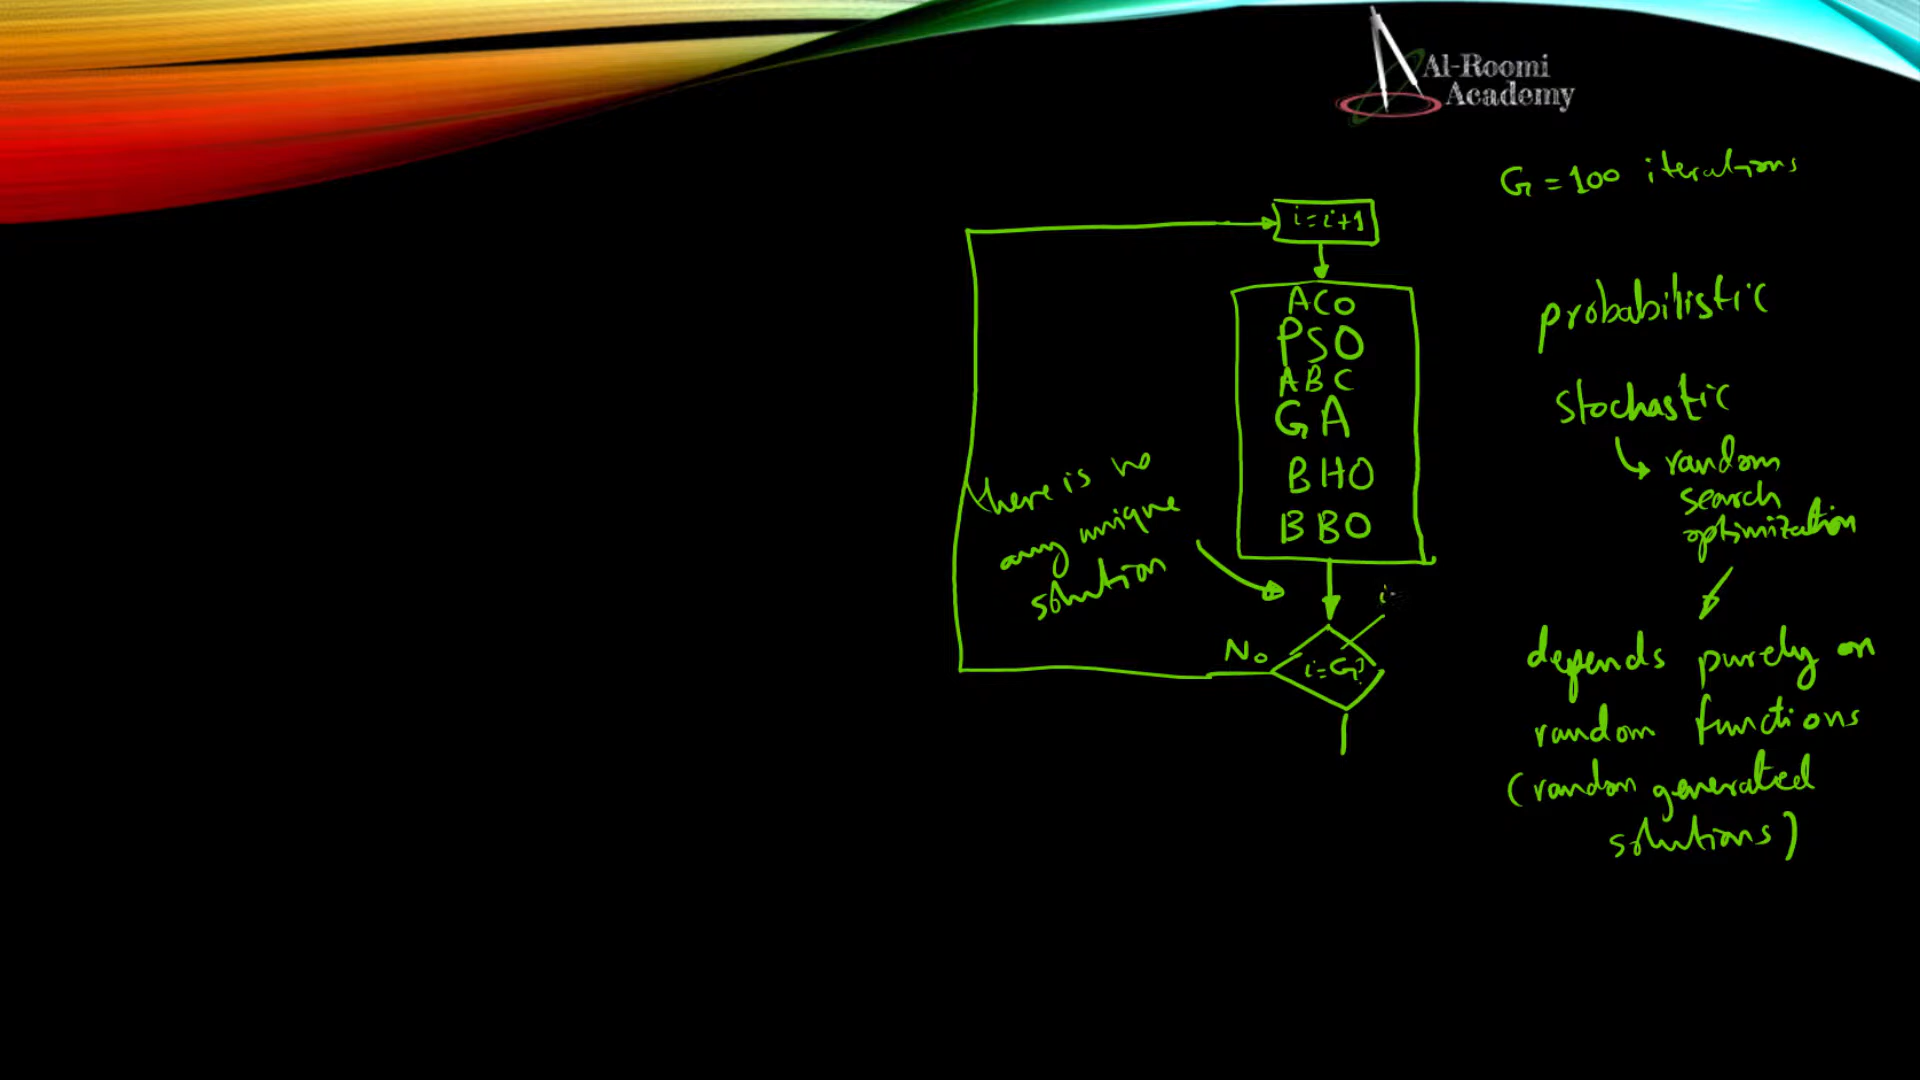 Al-Roomi
Academy
G = 100 iterations
i = i+1
ACO
PSO
ABC
GA
BHO
BBO
there is no
any unique
solution
No
i=G?
probabilistic
stochastic
random
search
optimization
depends purely on
random functions
(random generated
solutions)